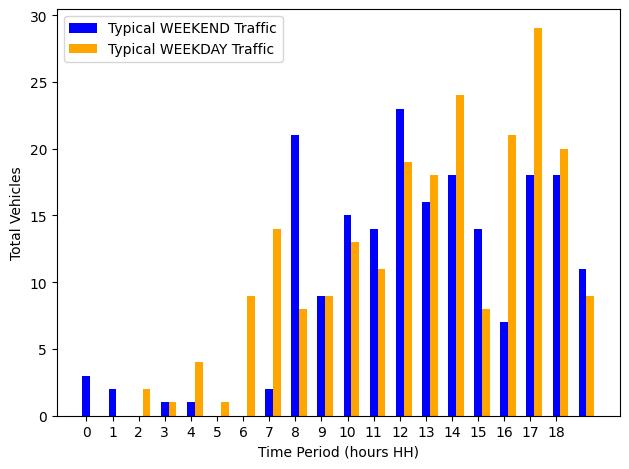 Typical WEEKEND Traffic
Typical WEEKDAY Traffic
30
25
20
15
10
5
0
Total Vehicles
0 1 2 3 4 5 6 7 8 9 10 11 12 13 14 15 16 17 18
Time Period (hours HH)